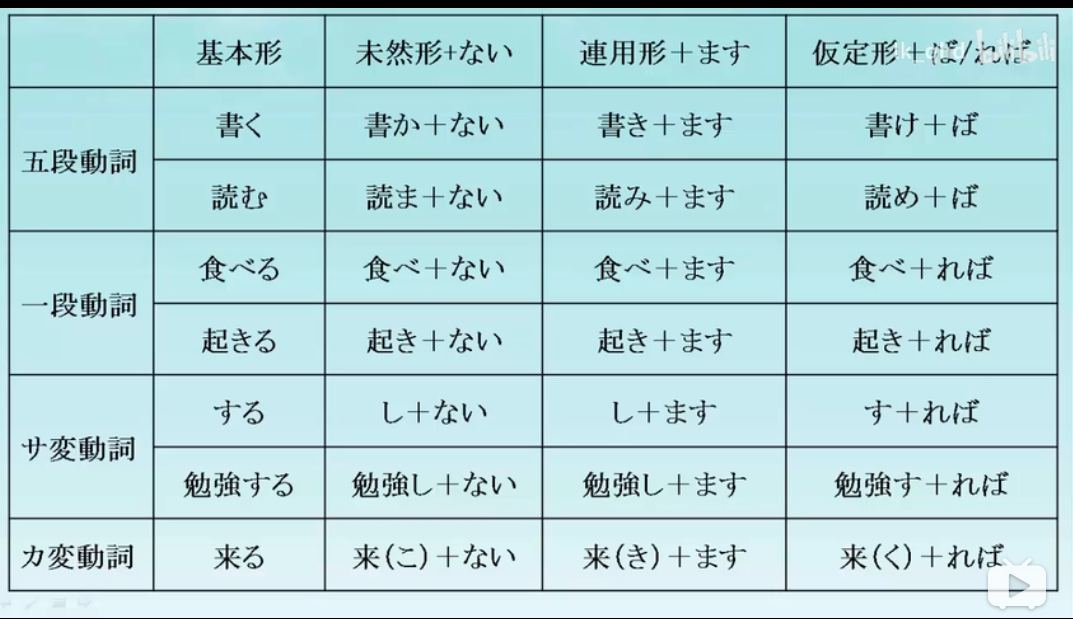 基本形 未然形+ない 連用形＋ます 仮定形＋ば/れば
五段動詞 書く 書か＋ない 書き＋ます 書け＋ば
読む 読ま＋ない 読み＋ます 読め＋ば
一段動詞 食べる 食べ＋ない 食べ＋ます 食べ＋れば
起きる 起き＋ない 起き＋ます 起き＋れば
サ変動詞 する し＋ない し＋ます す＋れば
勉強する 勉強し＋ない 勉強し＋ます 勉強す＋れば
カ変動詞 来る 来(こ)＋ない 来(き)＋ます 来(く)＋れば